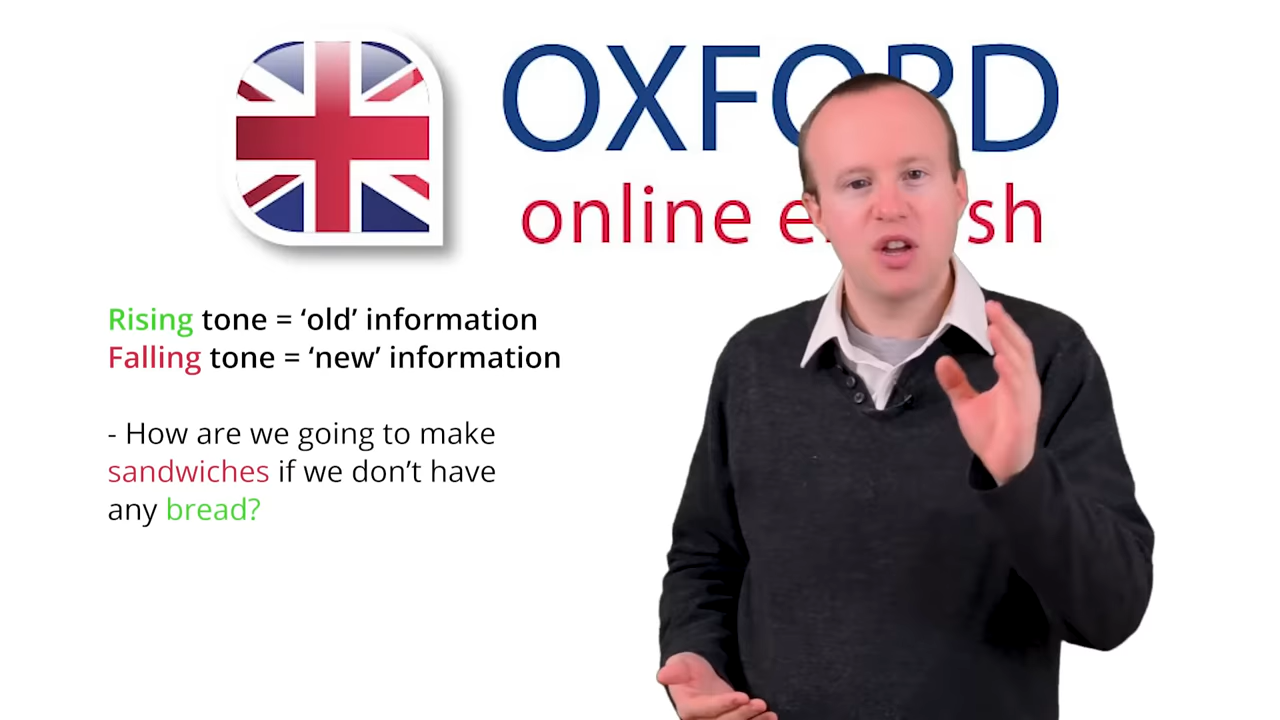 OXFORD
online
Rising tone = ‘old’ information
Falling tone = ‘new’ information
- How are we going to make
sandwiches if we don’t have
any bread?